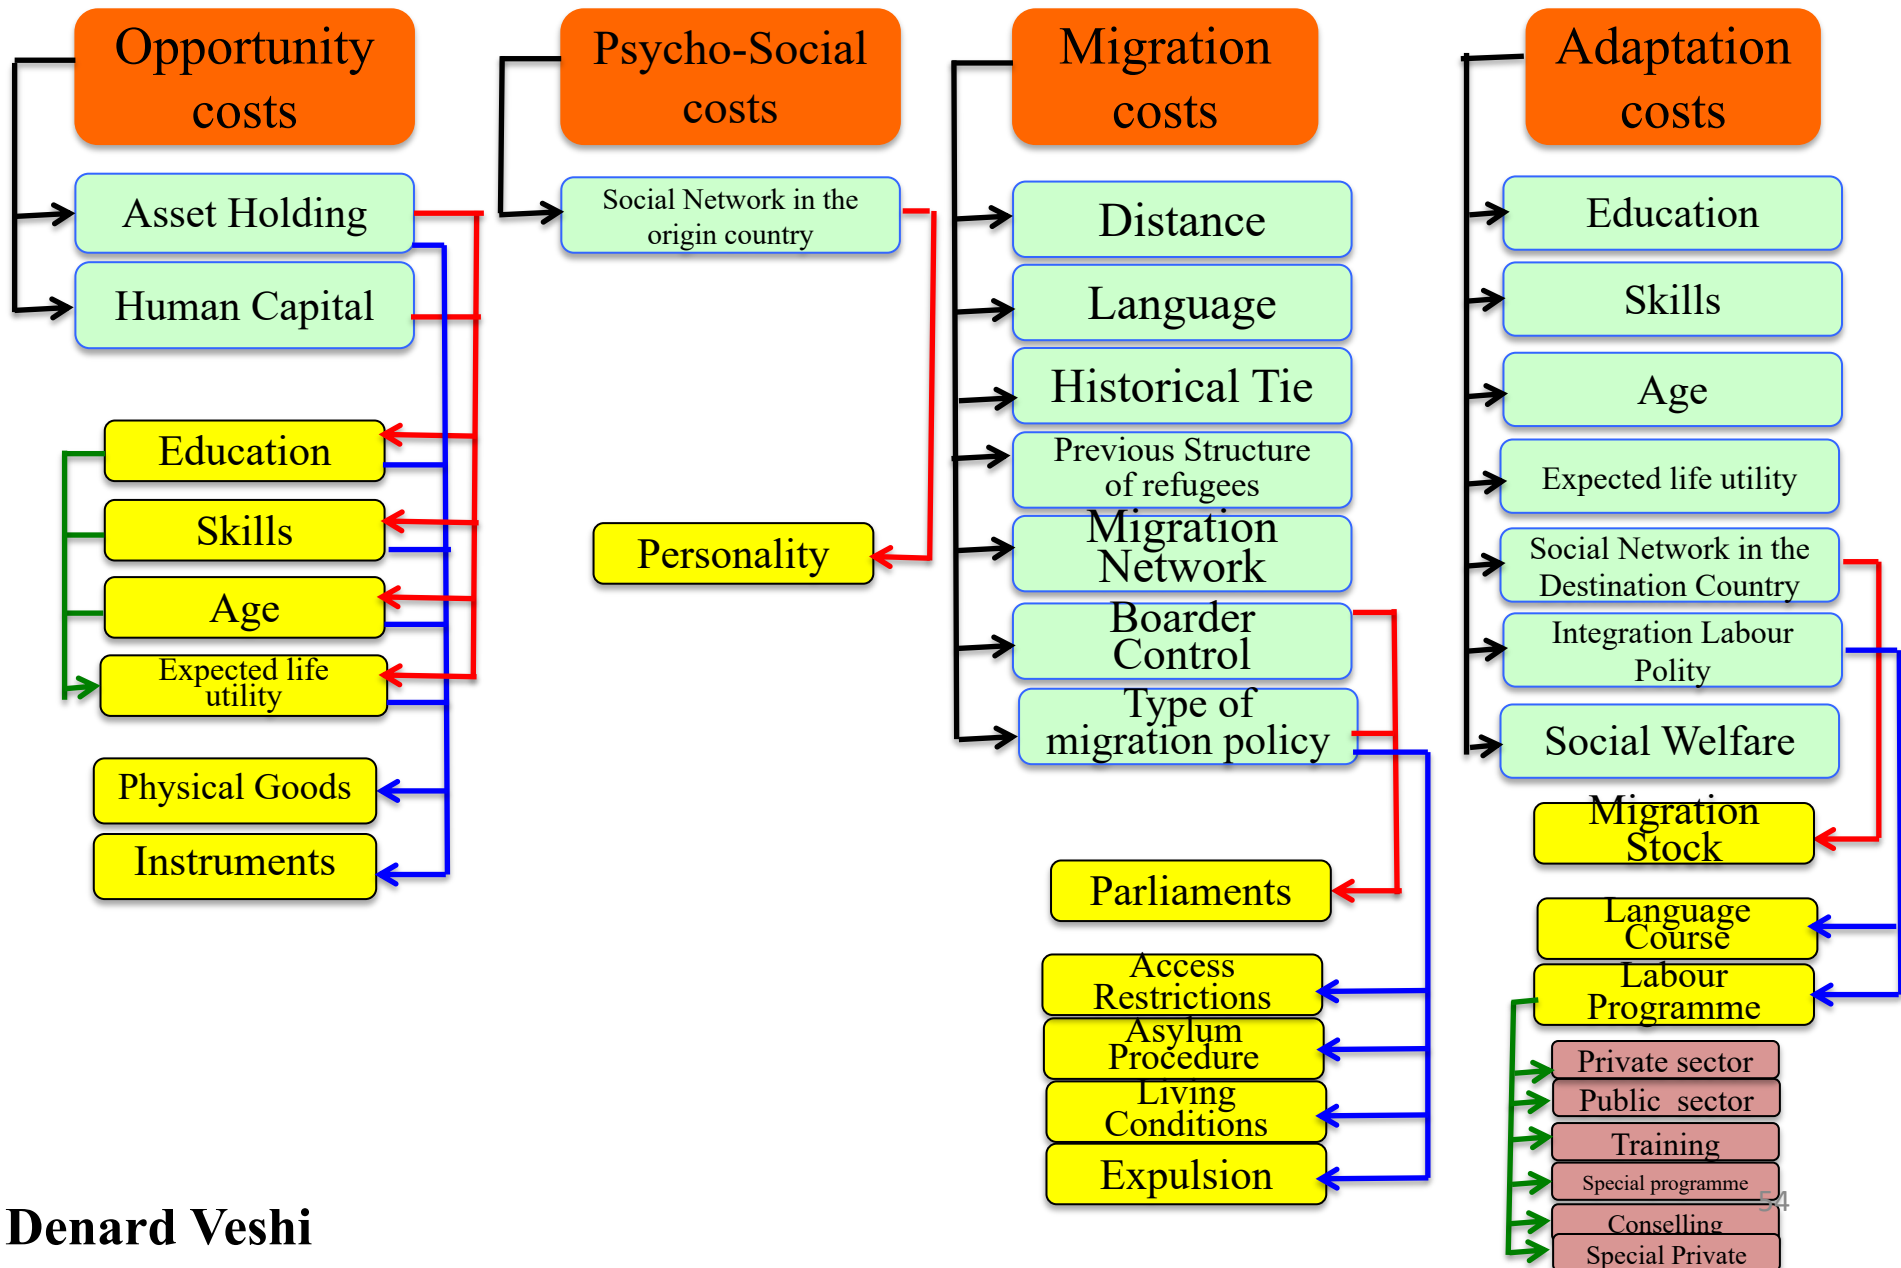 Opportunity
costs
Asset Holding
Human Capital
Education
Skills
Age
Expected life
utility
Physical Goods
Instruments
Psycho-Social
costs
Social Network in the
origin country
Personality
Migration
costs
Distance
Language
Historical Tie
Previous Structure
of refugees
Migration
Network
Boarder
Control
Type of
migration policy
Parliaments
Access
Restrictions
Asylum
Procedure
Living
Conditions
Expulsion
Adaptation
costs
Education
Skills
Age
Expected life utility
Social Network in the
Destination Country
Integration Labour
Polity
Social Welfare
Migration
Stock
Language
Course
Labour
Programme
Private sector
Public sector
Training
Special programme
Conselling
Special Private
54
Denard Veshi